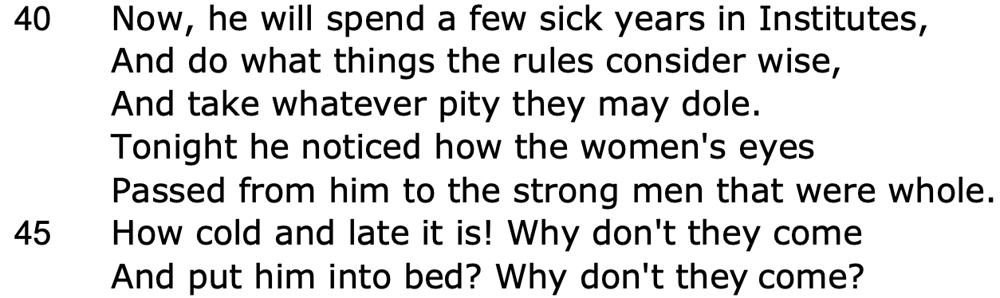 40 Now, he will spend a few sick years in Institutes,
And do what things the rules consider wise,
And take whatever pity they may dole.
Tonight he noticed how the women's eyes
Passed from him to the strong men that were whole.
45 How cold and late it is! Why don't they come
And put him into bed? Why don't they come?